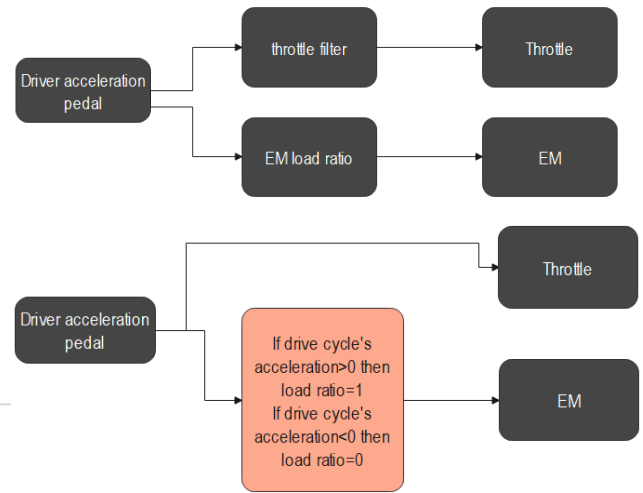 Driver acceleration
pedal
throttle filter
Throttle
EM load ratio
EM
Driver acceleration
pedal
Throttle
If drive cycle's
acceleration>0 then
load ratio=1
If drive cycle's
acceleration<0 then
load ratio=0
EM